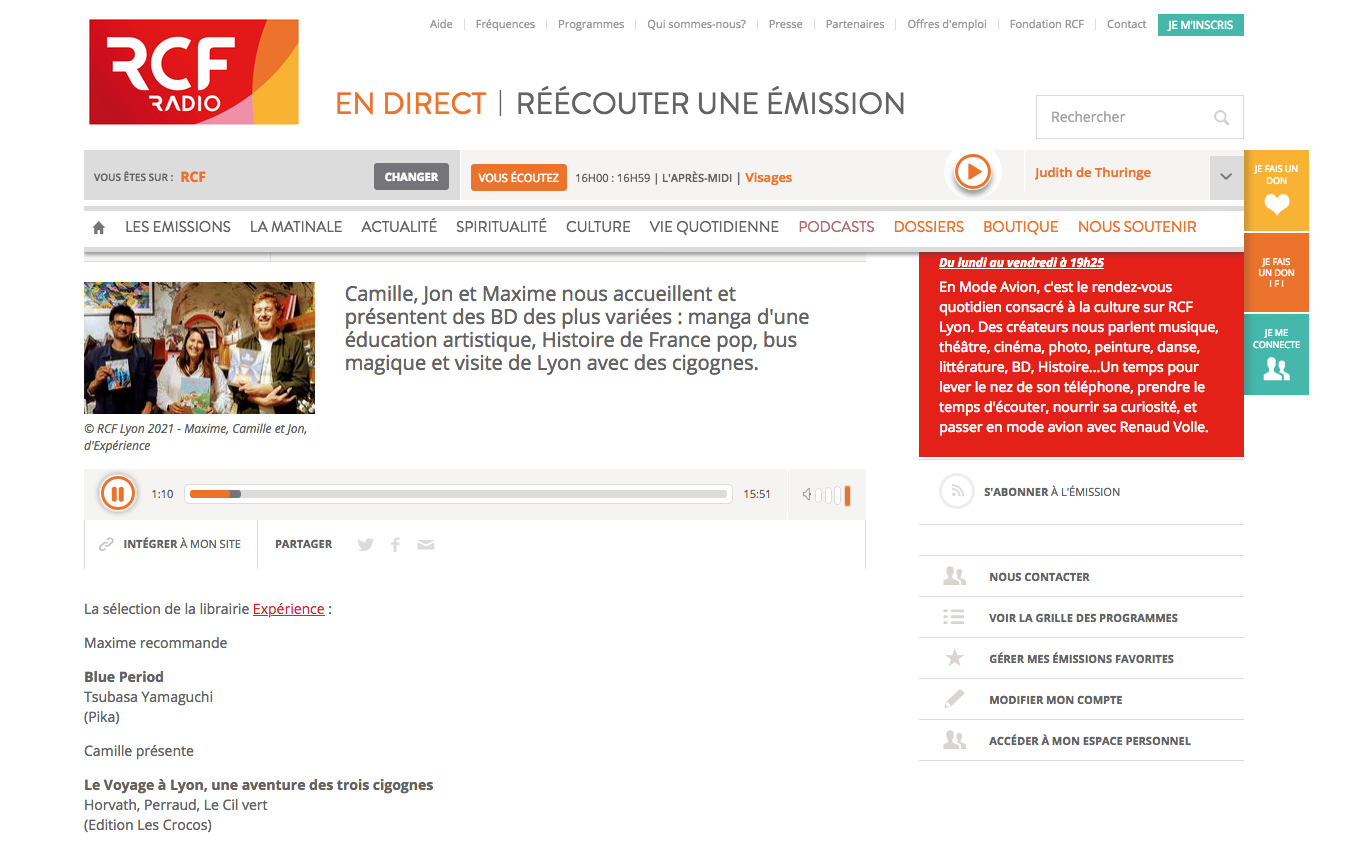 RCF
RADIO
Aide
Fréquences
Programmes
Qui sommes-nous?
Presse
Partenaires
Offres d'emploi
Fondation RCF
Contact
JE M'INSCRIS
EN DIRECT | RÉÉCOUTER UNE ÉMISSION
Rechercher
VOUS ÊTES SUR : RCF
CHANGER
VOUS ÉCOUTEZ
16H00 : 16H59 | L'APRÈS-MIDI | Visages
Judith de Thuringe
JE FAIS UN
DON
LES EMISSIONS
LA MATINALE
ACTUALITÉ
SPIRITUALITÉ
CULTURE
VIE QUOTIDIENNE
PODCASTS
DOSSIERS
BOUTIQUE
NOUS SOUTENIR
JE FAIS
UN DON
I F I
JE ME
CONNECTE
Camille, Jon et Maxime nous accueillent et
présentent des BD des plus variées : manga d'une
éducation artistique, Histoire de France pop, bus
magique et visite de Lyon avec des cigognes.
© RCF Lyon 2021 - Maxime, Camille et Jon,
d'Expérience
1:10
15:51
INTÉGRER À MON SITE
PARTAGER
La sélection de la librairie Expérience :
Maxime recommande
Blue Period
Tsubasa Yamaguchi
(Pika)
Camille présente
Le Voyage à Lyon, une aventure des trois cigognes
Horvath, Perraud, Le Cil vert
(Edition Les Crocos)
Du lundi au vendredi à 19h25
En Mode Avion, c'est le rendez-vous
quotidien consacré à la culture sur RCF
Lyon. Des créateurs nous parlent musique,
théâtre, cinéma, photo, peinture, danse,
littérature, BD, Histoire...Un temps pour
lever le nez de son téléphone, prendre le
temps d'écouter, nourrir sa curiosité, et
passer en mode avion avec Renaud Volle.
S'ABONNER À L'ÉMISSION
NOUS CONTACTER
VOIR LA GRILLE DES PROGRAMMES
GÉRER MES ÉMISSIONS FAVORITES
MODIFIER MON COMPTE
ACCÉDER À MON ESPACE PERSONNEL